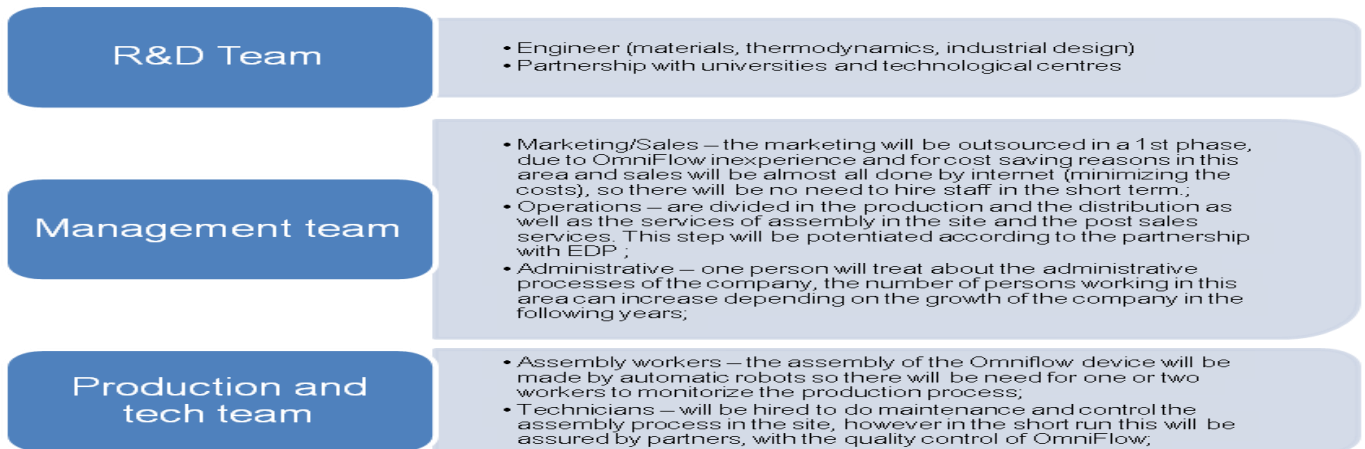 R&D Team
• Engineer (materials, thermodynamics, industrial design)
• Partnership with universities and technological centres
Management team
• Marketing/Sales – the marketing will be outsourced in a 1st phase,
due to OmniFlow inexperience and for cost saving reasons in this
area and sales will be almost all done by internet (minimizing the
costs), so there will be no need to hire staff in the short term.;
• Operations – are divided in the production and the distribution as
well as the services of assembly in the site and the post sales
services. This step will be potentiated according to the partnership
with EDP ;
• Administrative – one person will treat about the administrative
processes of the company, the number of persons working in this
area can increase depending on the growth of the company in the
following years;
Production and
tech team
• Assembly workers – the assembly of the Omniflow device will be
made by automatic robots so there will be need for one or two
workers to monitorize the production process;
• Technicians – will be hired to do maintenance and control the
assembly process in the site, however in the short run this will be
assured by partners, with the quality control of OmniFlow;